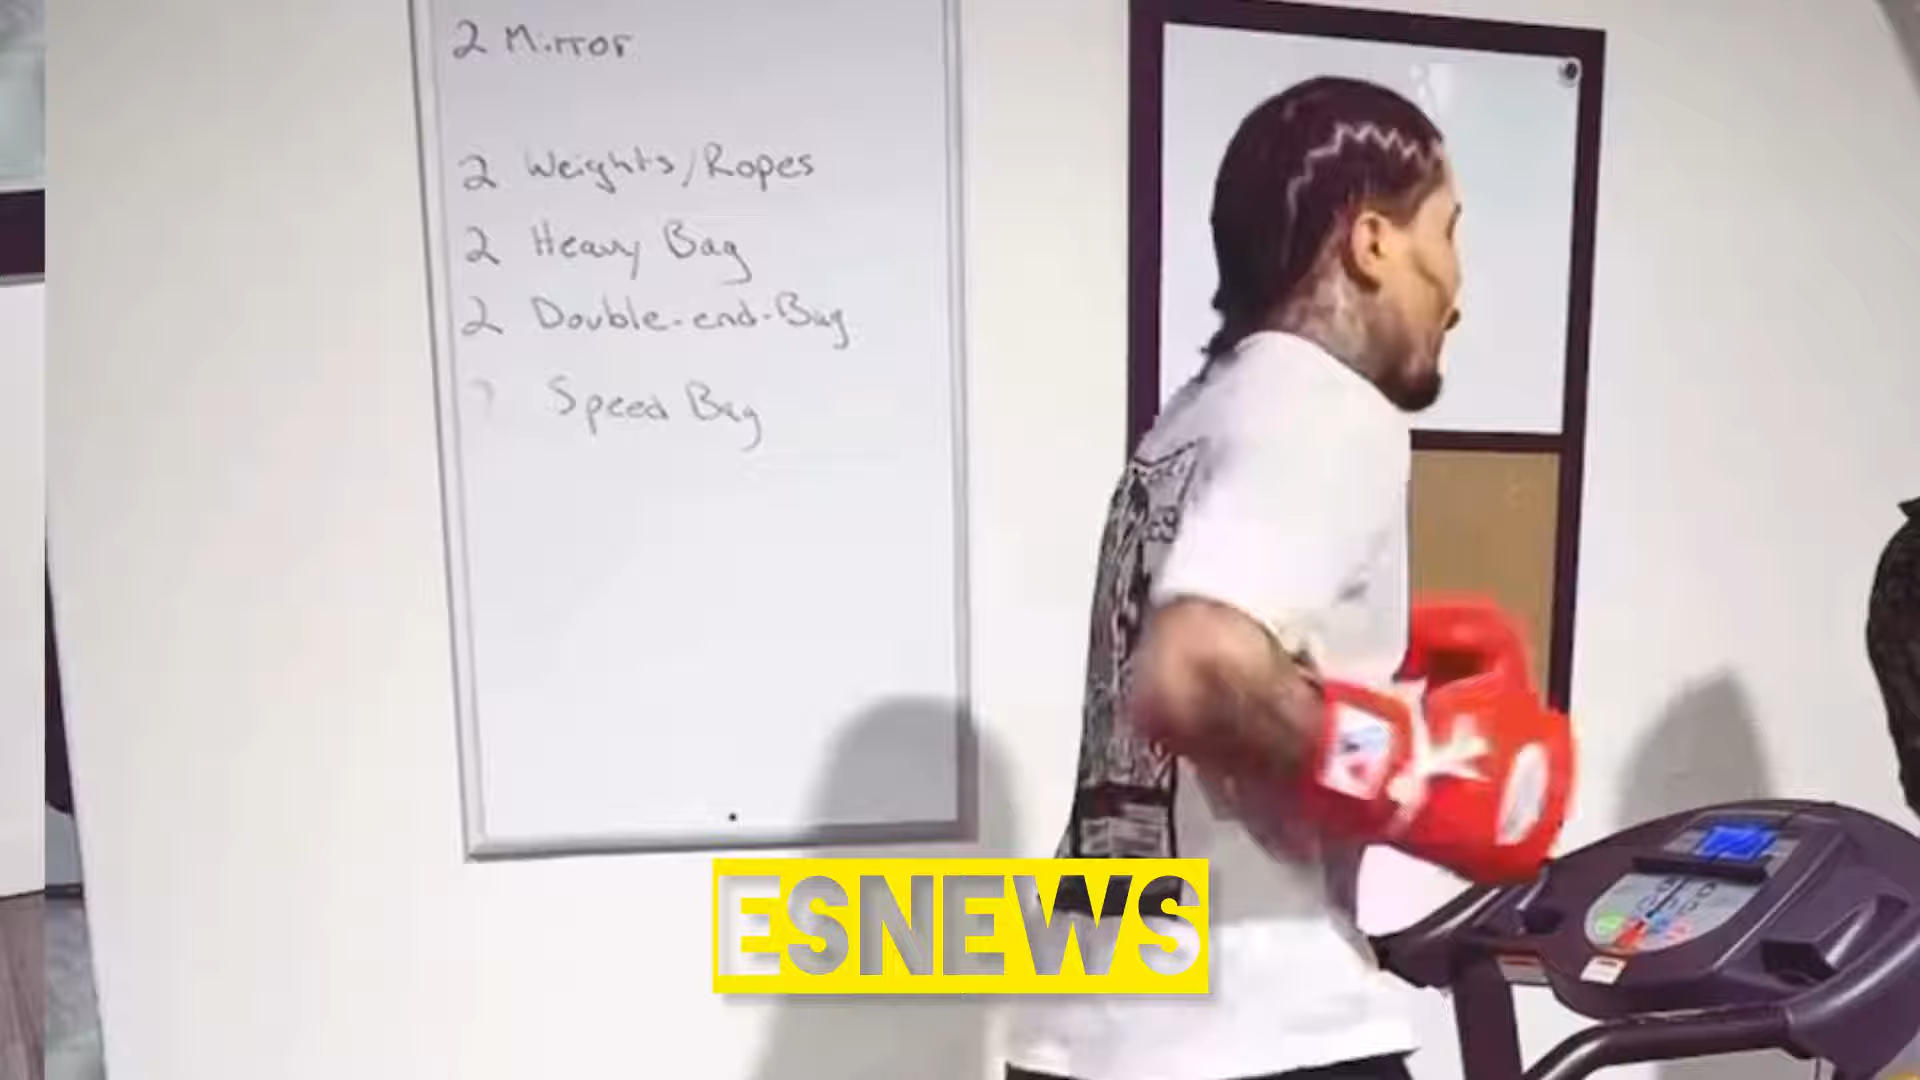 2 Mirror
2 Weights/Ropes
2 Heavy Bag
2 Double-end-Bag
Speed Bag
ESNEWS